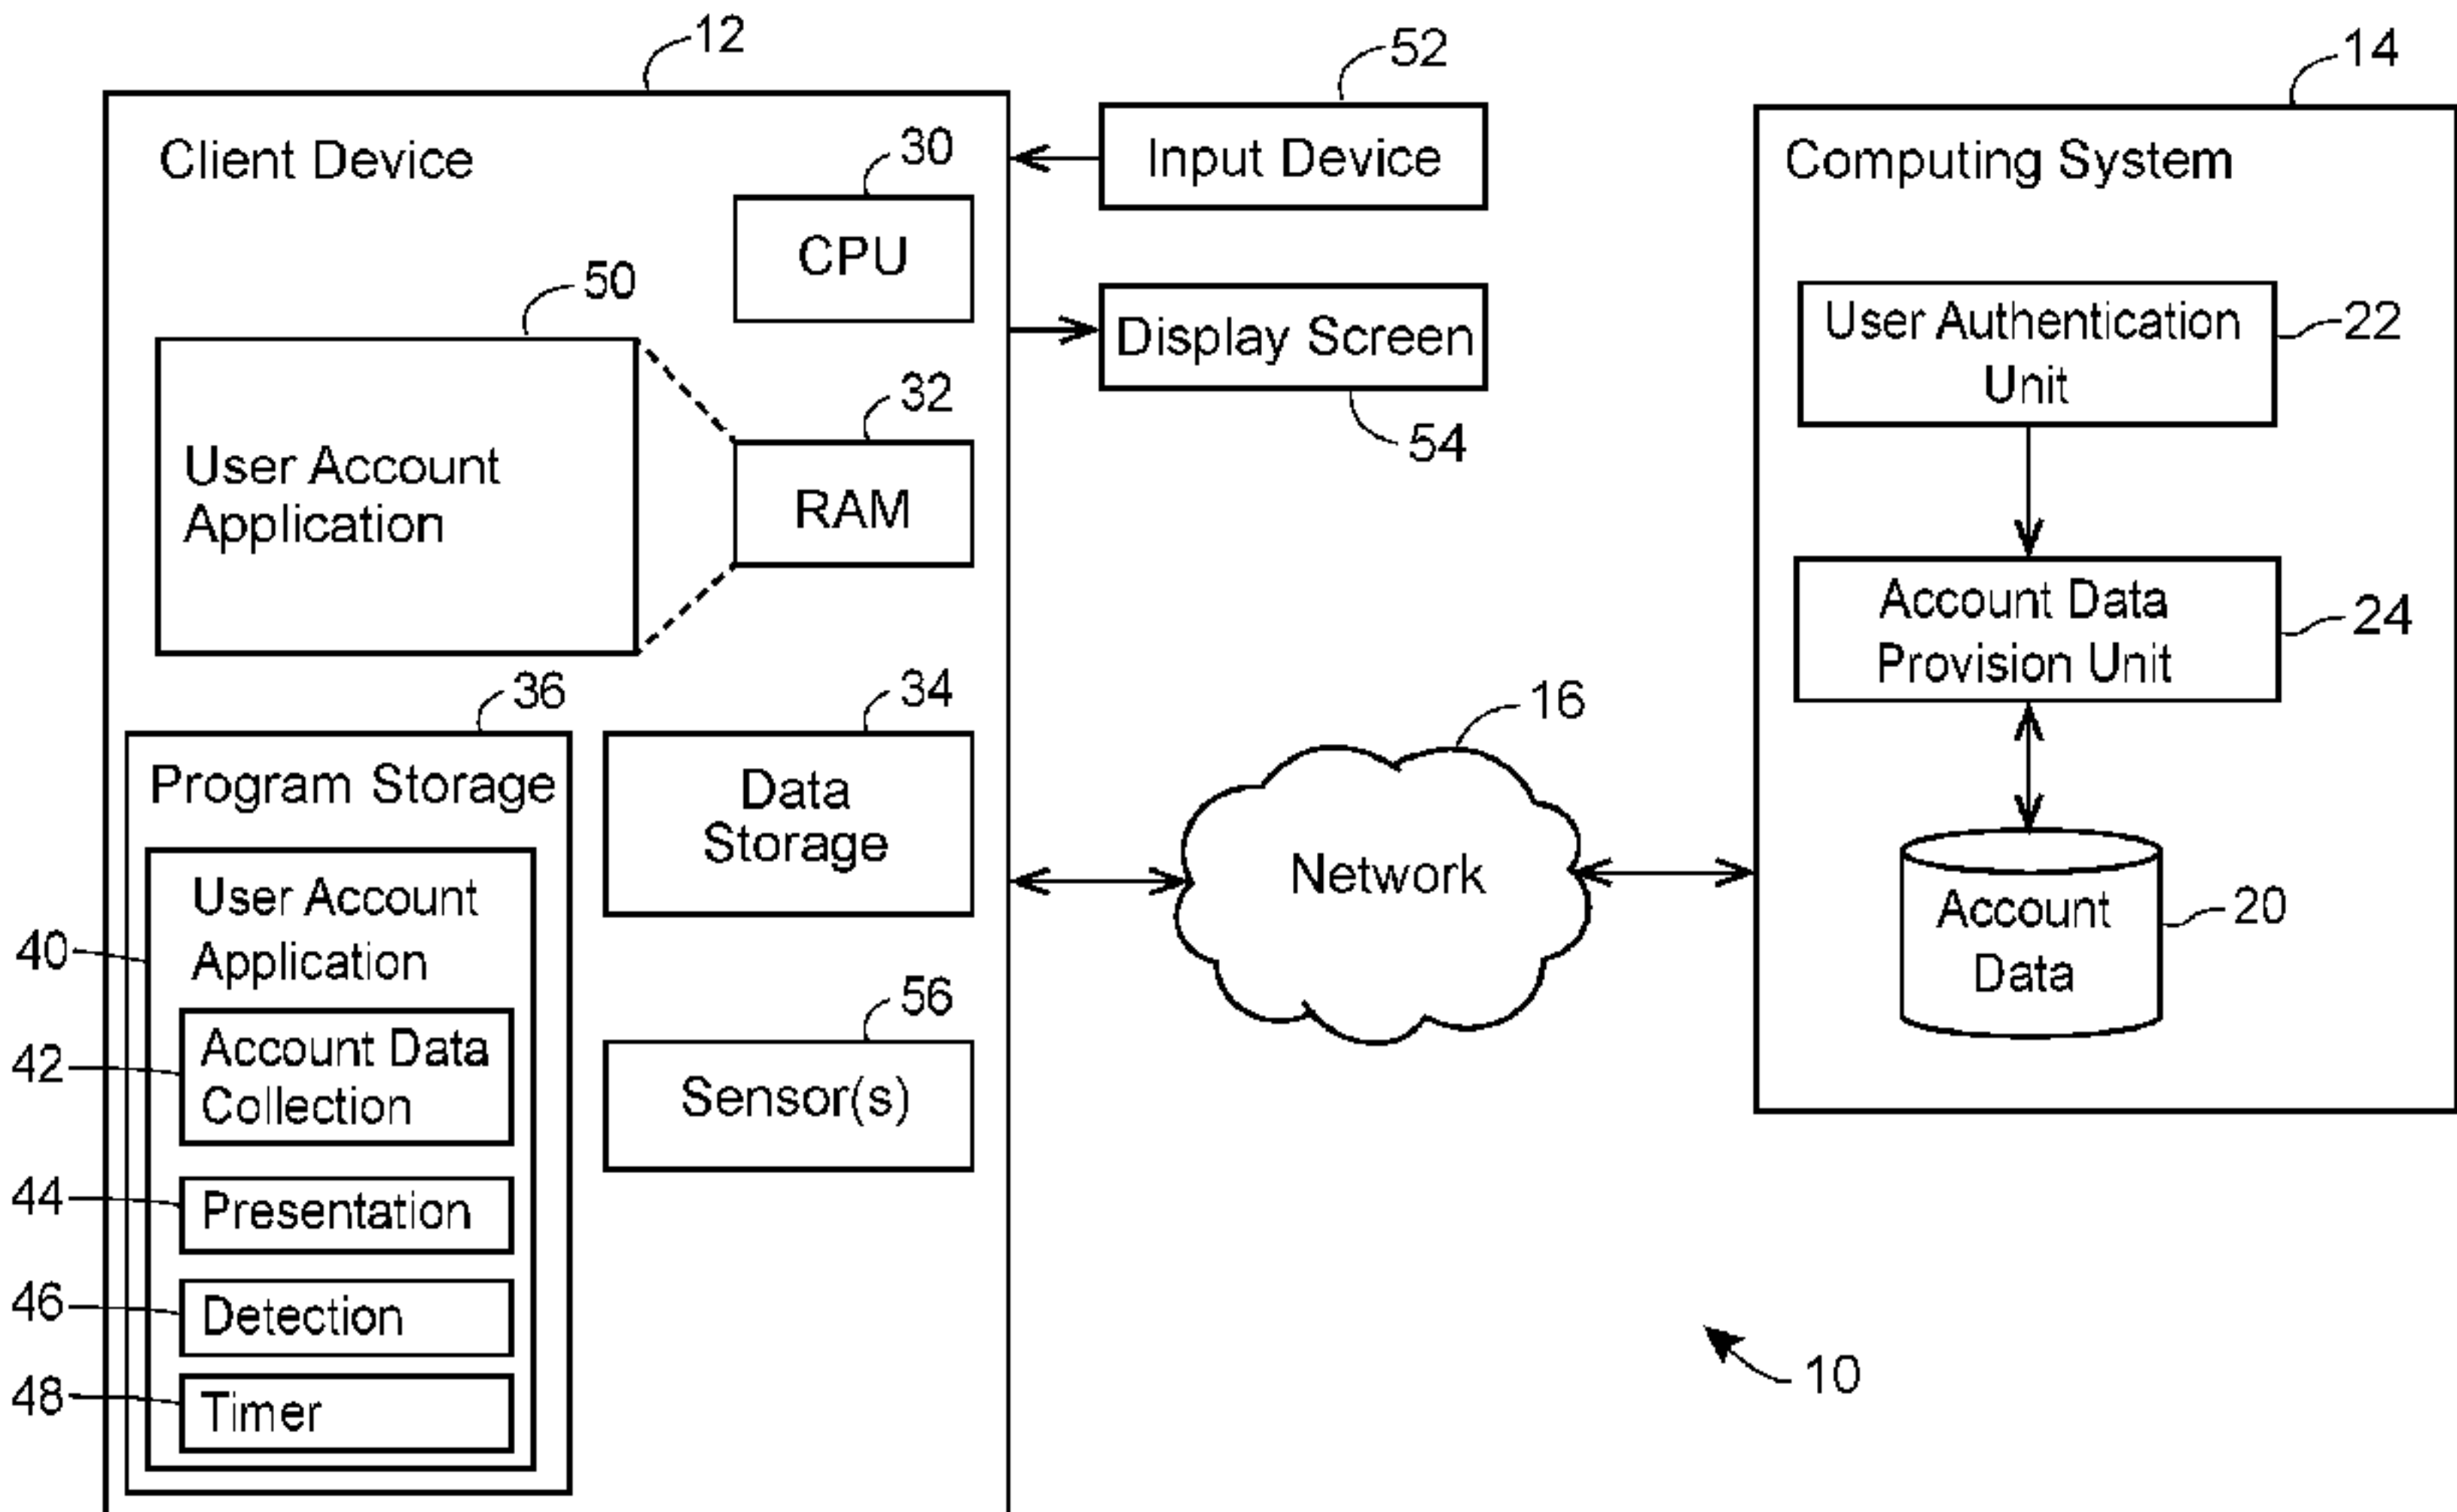 12
52
14
Client Device
30
Input Device
Computing System
CPU
50
Display Screen
User Authentication
Unit
22
32
54
User Account
Application
RAM
Account Data
Provision Unit
24
36
34
16
Program Storage
Data
Storage
Network
User Account
Application
40
Account
Data
20
56
Account Data
Collection
42
Sensor(s)
44
Presentation
46
Detection
10
48
Timer